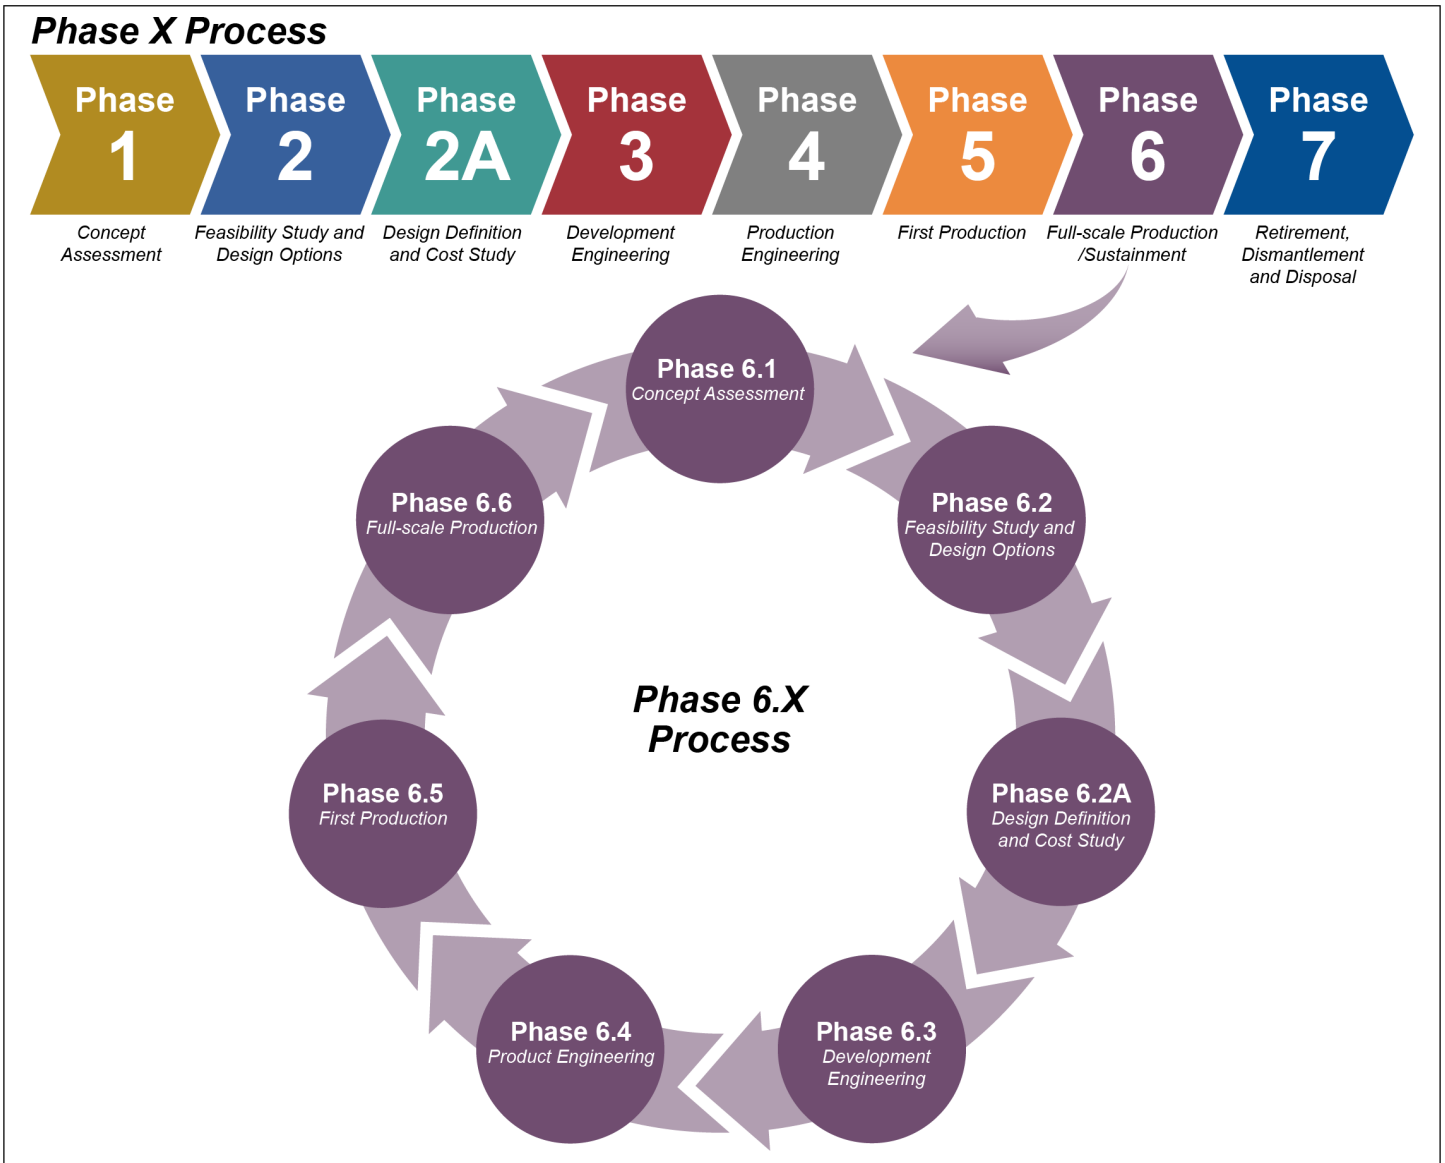 Phase X Process
Phase
1
Phase
2
Phase
2A
Phase
3
Phase
4
Phase
5
Phase
6
Phase
7
Concept
Assessment
Feasibility Study and
Design Options
Design Definition
and Cost Study
Development
Engineering
Production
Engineering
First Production
Full-scale Production
/Sustainment
Retirement,
Dismantlement
and Disposal
Phase 6.1
Concept Assessment
Phase 6.2
Feasibility Study and
Design Options
Phase 6.2A
Design Definition
and Cost Study
Phase 6.3
Development
Engineering
Phase 6.4
Product Engineering
Phase 6.5
First Production
Phase 6.6
Full-scale Production
Phase 6.X
Process